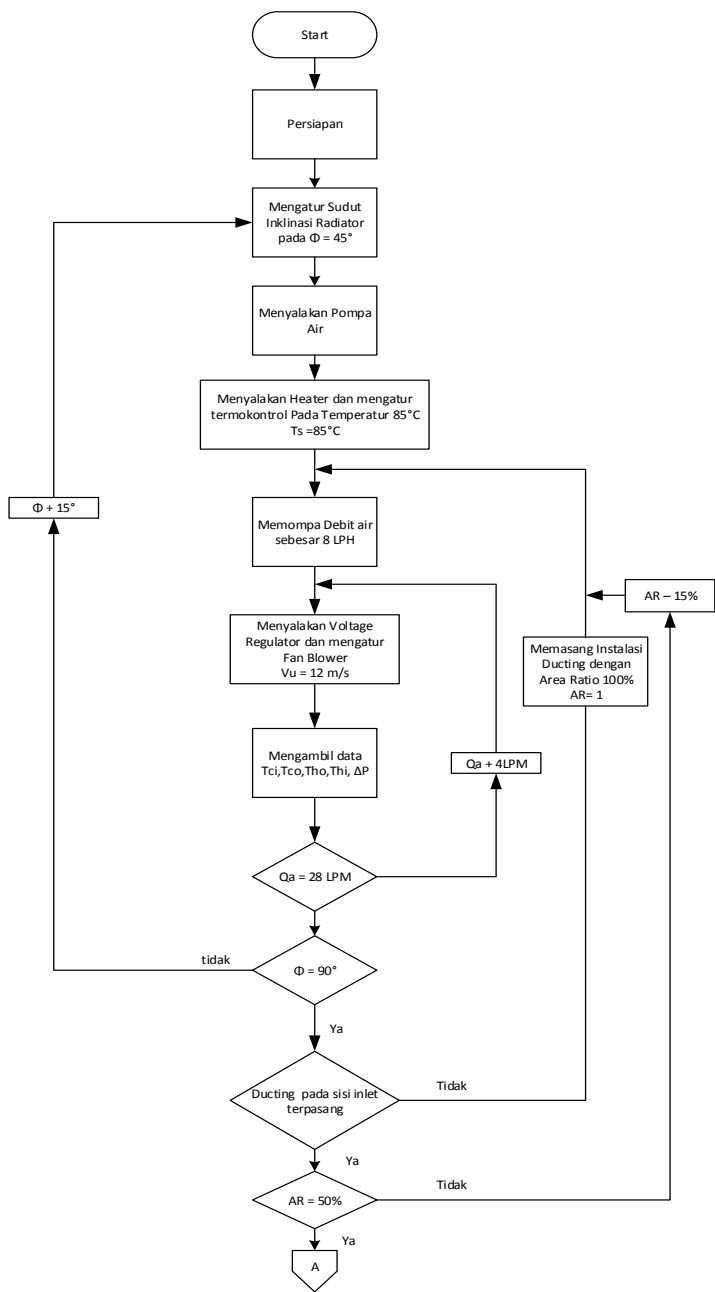 Start
Persiapan
Mengatur Sudut
Inklinasi Radiator
pada Φ = 45°
Menyalakan Pompa
Air
Menyalakan Heater dan mengatur
termokontrol Pada Temperatur 85°C
Ts =85°C
Φ + 15°
Memompa Debit air
sebesar 8 LPH
AR – 15%
Menyalakan Voltage
Regulator dan mengatur
Fan Blower
Vu = 12 m/s
Memasang Instalasi
Ducting dengan
Area Ratio 100%
AR= 1
Mengambil data
Tci,Tco,Tho,Thi, ΔP
Qa + 4LPM
Qa = 28 LPM
tidak
Φ = 90°
Ya
Ducting pada sisi inlet
terpasang
Tidak
Ya
AR = 50%
Tidak
Ya
A